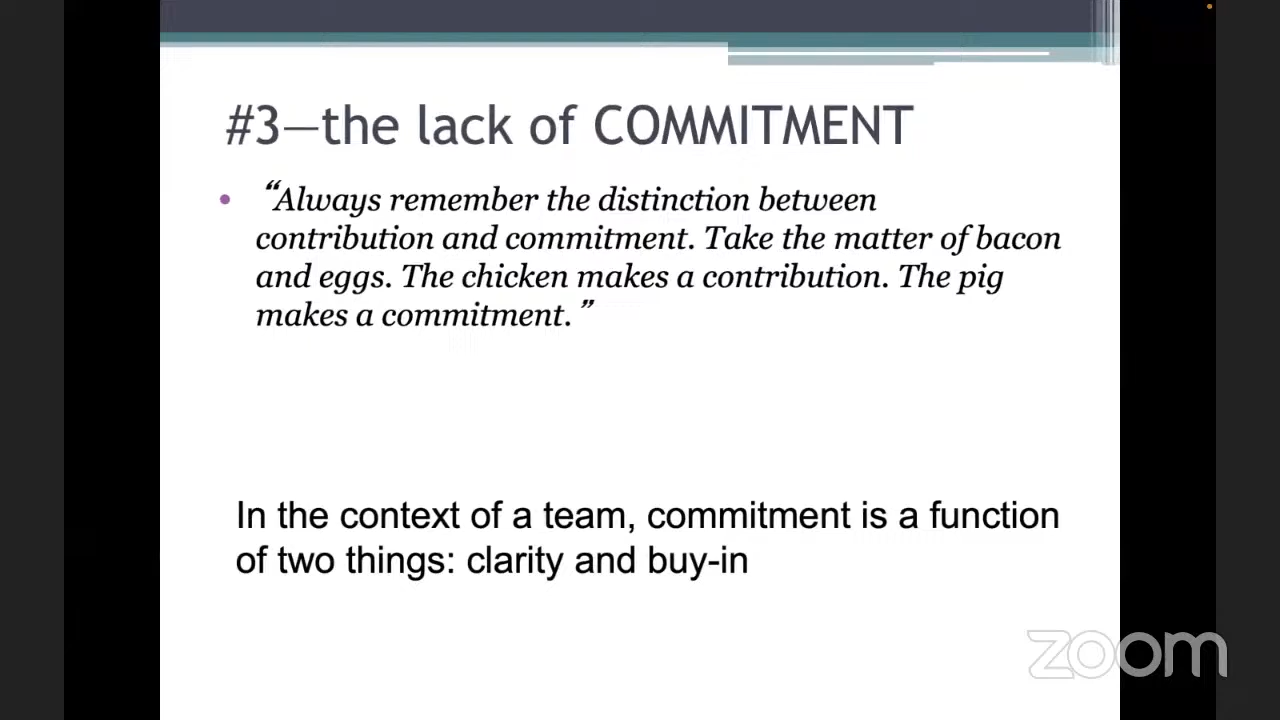 #3—the lack of COMMITMENT
• “Always remember the distinction between
contribution and commitment. Take the matter of bacon
and eggs. The chicken makes a contribution. The pig
makes a commitment.”
In the context of a team, commitment is a function
of two things: clarity and buy-in
zoom